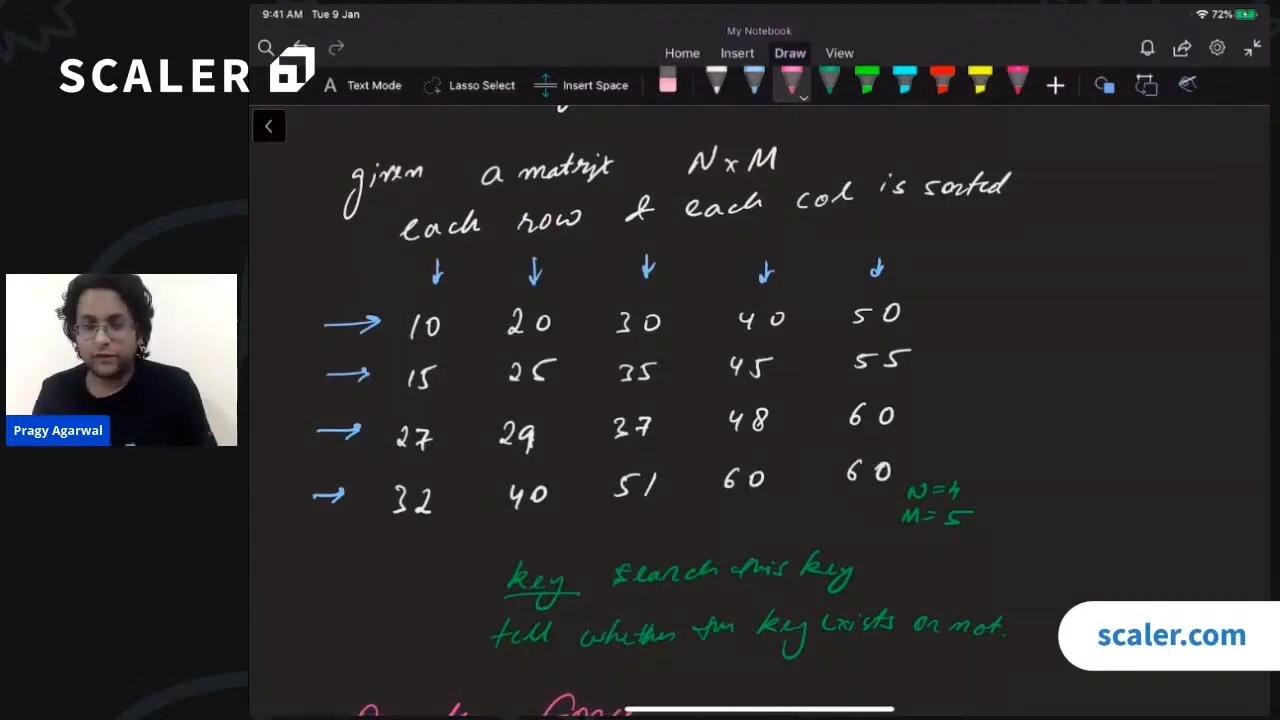 9:41 AM Tue 9 Jan
72%
My Notebook
SCALER
Home Insert Draw View
Text Mode Lasso Select Insert Space
given a matrix N x M
each row & each col is sorted
10 20 30 40 50
15 25 35 45 55
27 29 37 48 60
32 40 51 60 60
N=4
M=5
Pragy Agarwal
key search this key
tell whether the key exists or not.
scaler.com